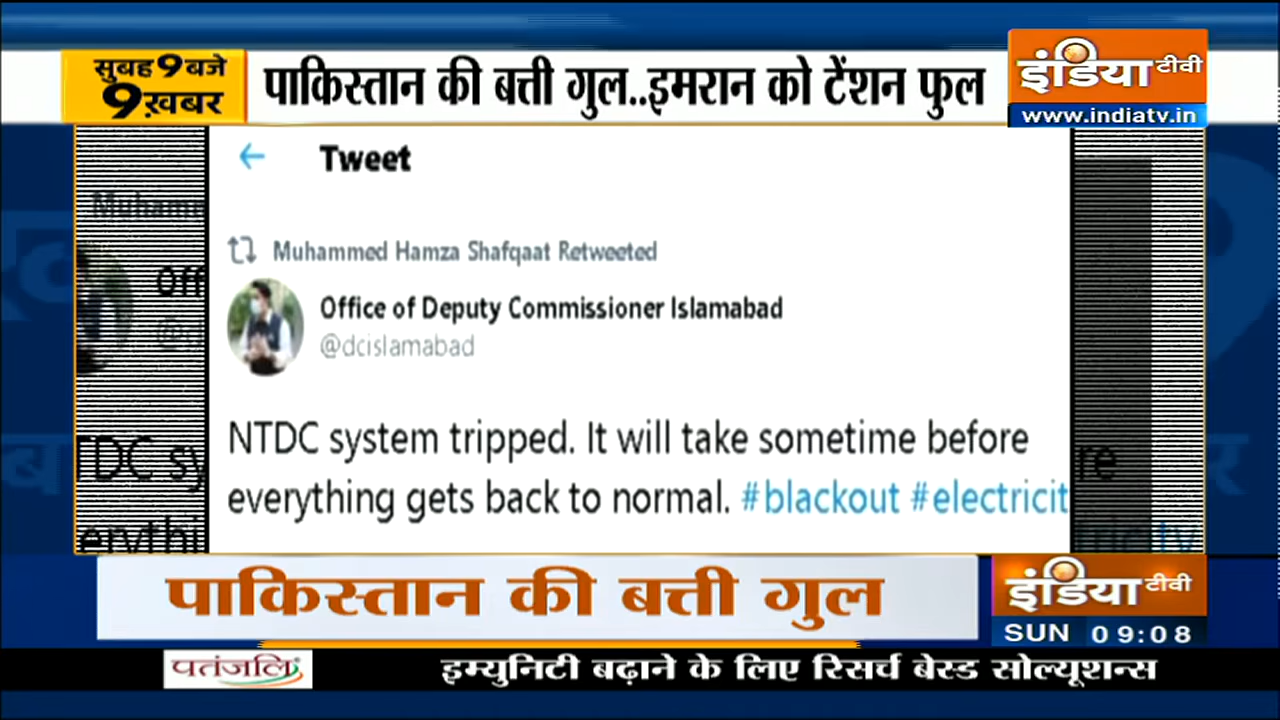 सुबह 9 बजे
9 ख़बर
पाकिस्तान की बत्ती गुल..इमरान को टेंशन फुल
इंडिया टीवी
www.indiatv.in
Tweet
Muhammed Hamza Shafqaat Retweeted
Office of Deputy Commissioner Islamabad
@dcislamabad
NTDC system tripped. It will take sometime before
everything gets back to normal. #blackout #electricit
पाकिस्तान की बत्ती गुल
इंडिया टीवी
SUN 09:08
पतंजलि
इम्युनिटी बढ़ाने के लिए रिसर्च बेस्ड सोल्यूशन्स